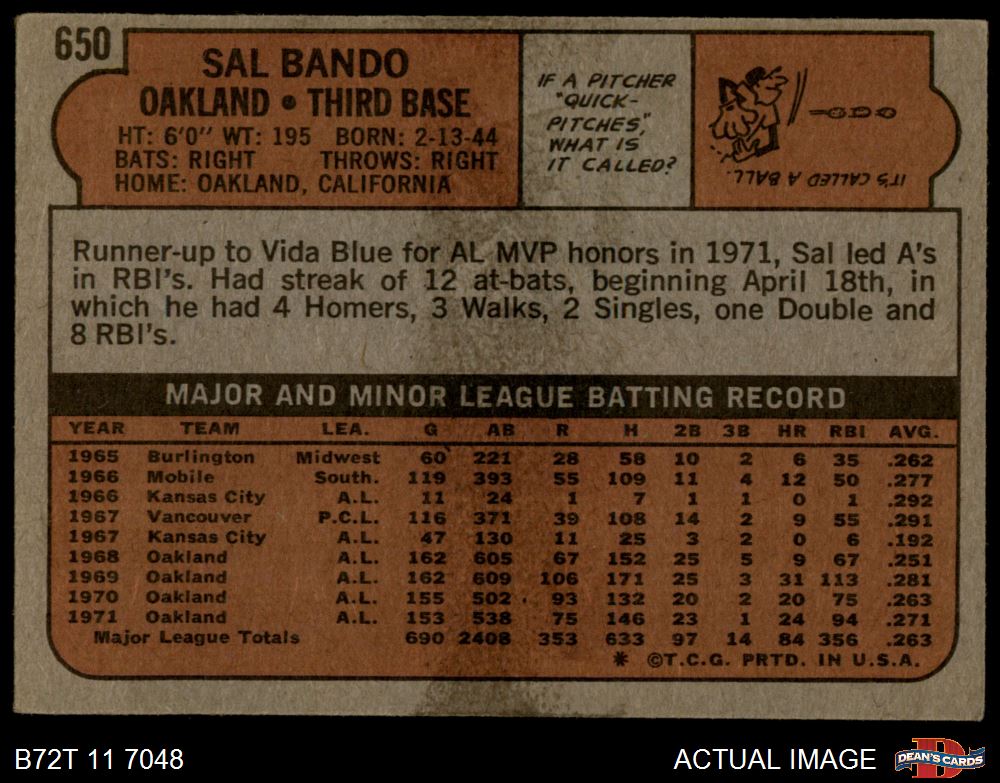 650
SAL BANDO
OAKLAND • THIRD BASE
HT: 6'0" WT: 195 BORN: 2-13-44
BATS: RIGHT THROWS: RIGHT
HOME: OAKLAND, CALIFORNIA
IF A PITCHER
"QUICK-
PITCHES,"
WHAT IS
IT CALLED?
IT'S CALLED A BALL.
Runner-up to Vida Blue for AL MVP honors in 1971, Sal led A's
in RBI's. Had streak of 12 at-bats, beginning April 18th, in
which he had 4 Homers, 3 Walks, 2 Singles, one Double and
8 RBI's.
MAJOR AND MINOR LEAGUE BATTING RECORD
YEAR TEAM LEA. G AB R H 2B 3B HR RBI AVG.
1965 Burlington Midwest 60 221 28 58 10 2 6 35 .262
1966 Mobile South. 119 393 55 109 11 4 12 50 .277
1966 Kansas City A.L. 11 24 1 7 1 1 0 1 .292
1967 Vancouver P.C.L. 116 371 39 108 14 2 9 55 .291
1967 Kansas City A.L. 47 130 11 25 3 2 0 6 .192
1968 Oakland A.L. 162 605 67 152 25 5 9 67 .251
1969 Oakland A.L. 162 609 106 171 25 3 31 113 .281
1970 Oakland A.L. 155 502 93 132 20 2 20 75 .263
1971 Oakland A.L. 153 538 75 146 23 1 24 94 .271
Major League Totals 690 2408 353 633 97 14 84 356 .263
* ©T.C.G. PRTD. IN U.S.A.
B72T 11 7048
ACTUAL IMAGE
D
DEAN'S CARDS